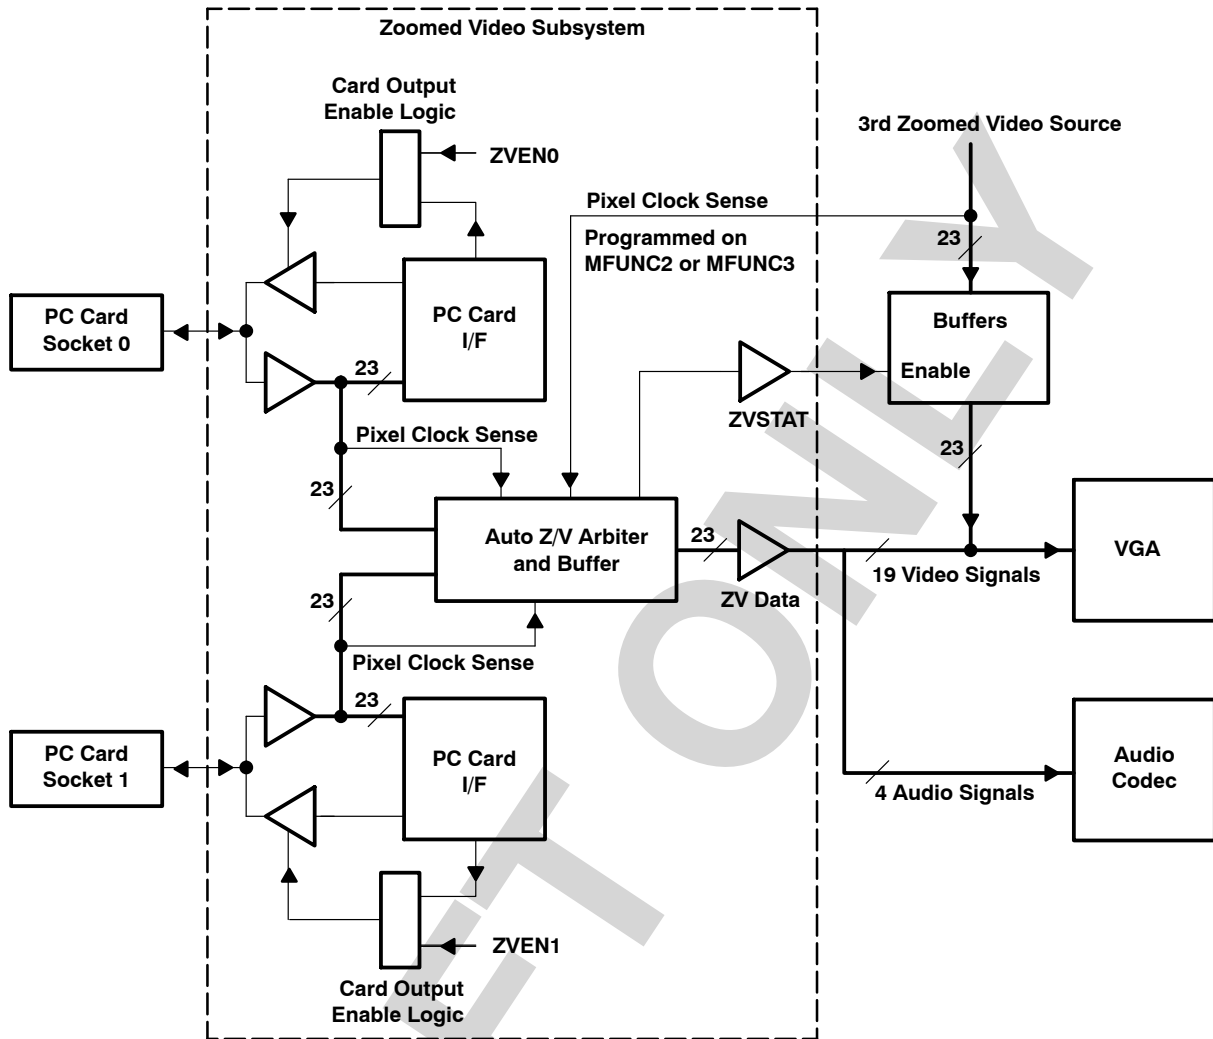 Zoomed Video Subsystem
Card Output
Enable Logic
ZVEN0
3rd Zoomed Video Source
Pixel Clock Sense
Programmed on
MFUNC2 or MFUNC3
23
PC Card
Socket 0
PC Card
I/F
Buffers
Enable
23
ZVSTAT
Pixel Clock Sense
23
23
Auto Z/V Arbiter
and Buffer
23
ZV Data
19 Video Signals
VGA
23
Pixel Clock Sense
23
PC Card
Socket 1
PC Card
I/F
4 Audio Signals
Audio
Codec
ZVEN1
Card Output
Enable Logic
ET ONLY